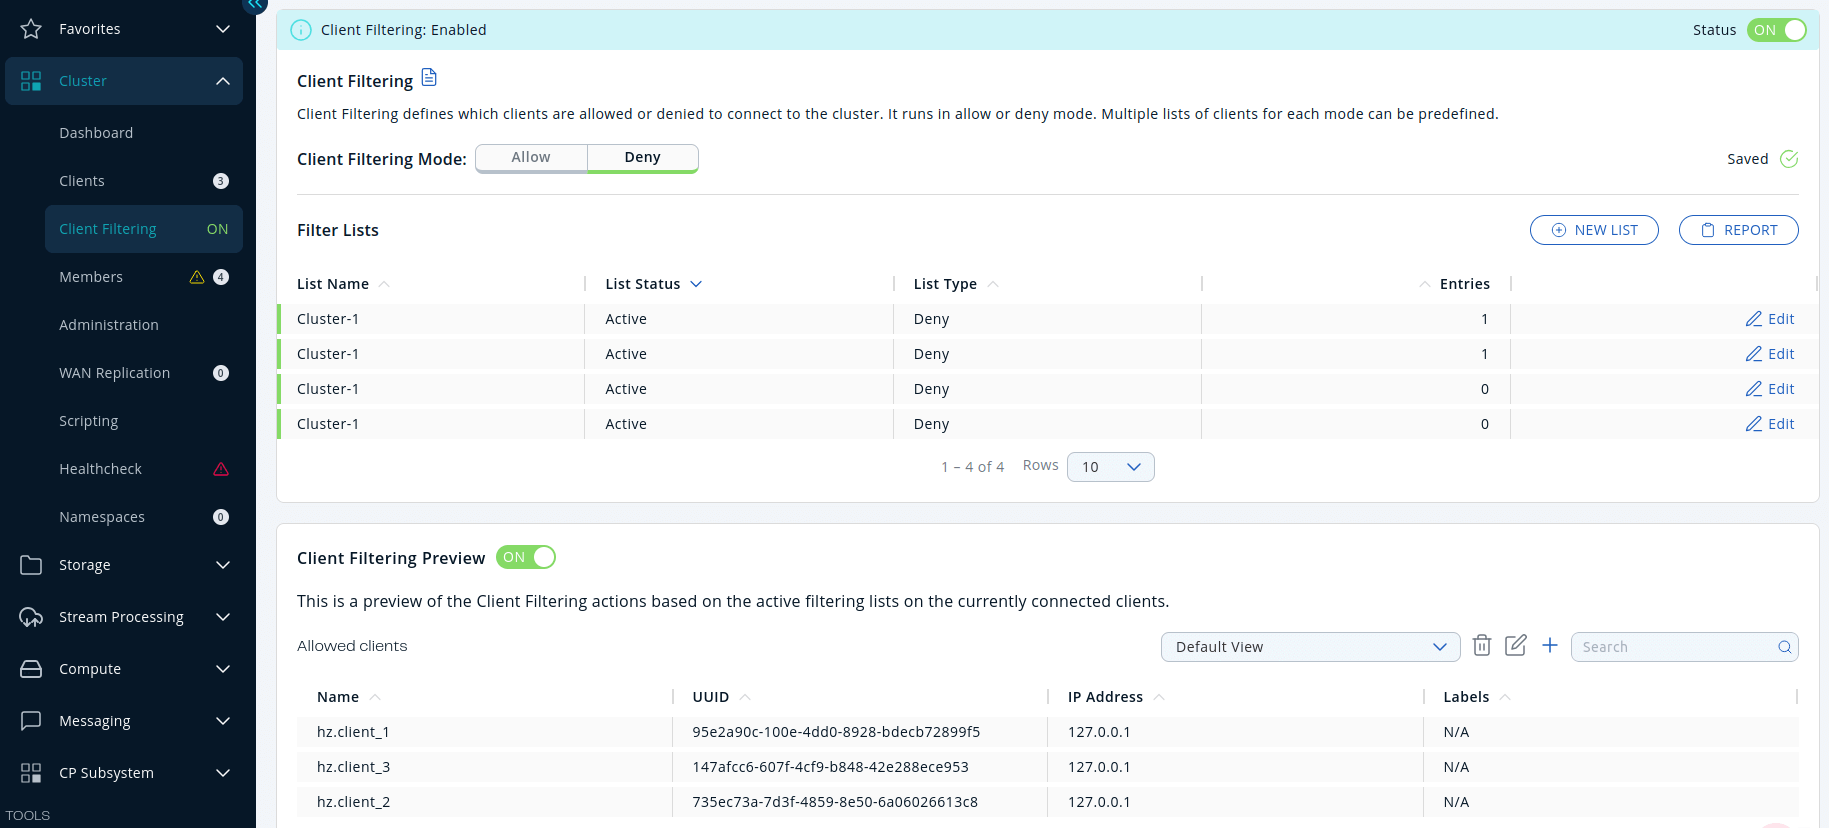 Favorites
Cluster
Dashboard
Clients 3
Client Filtering ON
Members 4
Administration
WAN Replication 0
Scripting
Healthcheck
Namespaces 0
Storage
Stream Processing
Compute
Messaging
CP Subsystem
TOOLS
Client Filtering: Enabled Status ON
Client Filtering
Client Filtering defines which clients are allowed or denied to connect to the cluster. It runs in allow or deny mode. Multiple lists of clients for each mode can be predefined.
Client Filtering Mode: Allow Deny Saved
Filter Lists NEW LIST REPORT
List Name List Status List Type Entries
Cluster-1 Active Deny 1 Edit
Cluster-1 Active Deny 1 Edit
Cluster-1 Active Deny 0 Edit
Cluster-1 Active Deny 0 Edit
1 – 4 of 4 Rows 10
Client Filtering Preview ON
This is a preview of the Client Filtering actions based on the active filtering lists on the currently connected clients.
Allowed clients Default View Search
Name UUID IP Address Labels
hz.client_1 95e2a90c-100e-4dd0-8928-bdecb72899f5 127.0.0.1 N/A
hz.client_3 147afcc6-607f-4cf9-b848-42e288ece953 127.0.0.1 N/A
hz.client_2 735ec73a-7d3f-4859-8e50-6a06026613c8 127.0.0.1 N/A